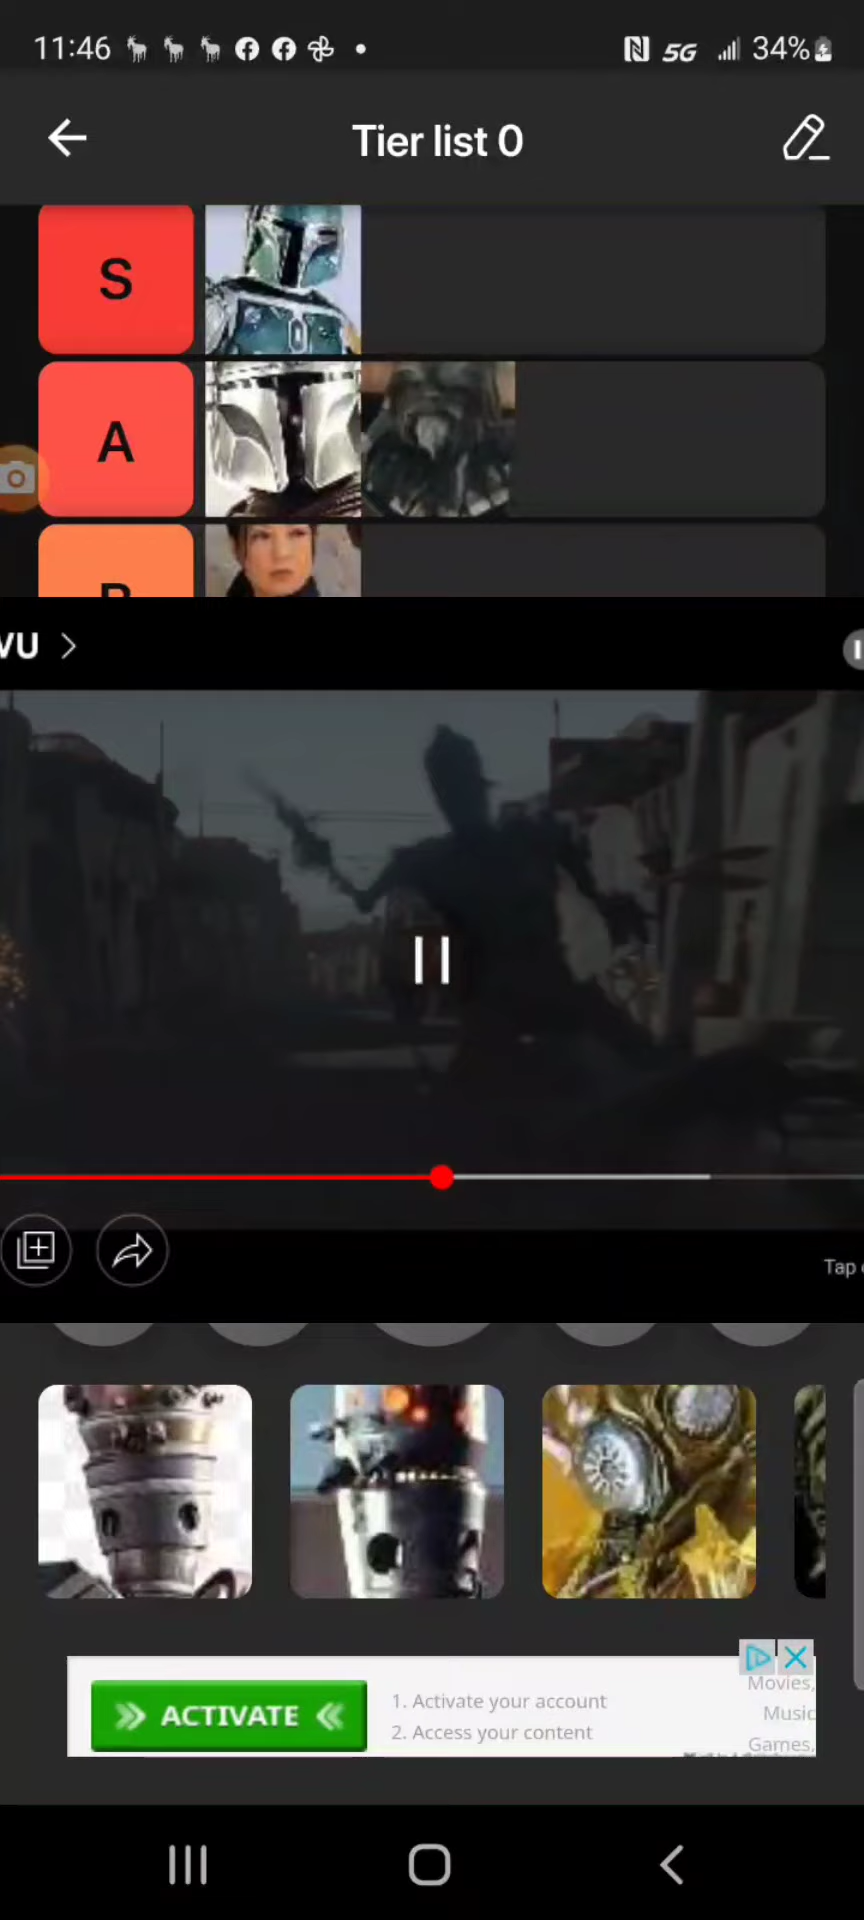 11:46
5G
34%
Tier list 0
S
A
B
VU >
Tap
ACTIVATE
1. Activate your account
2. Access your content
Movies,
Music
Games,